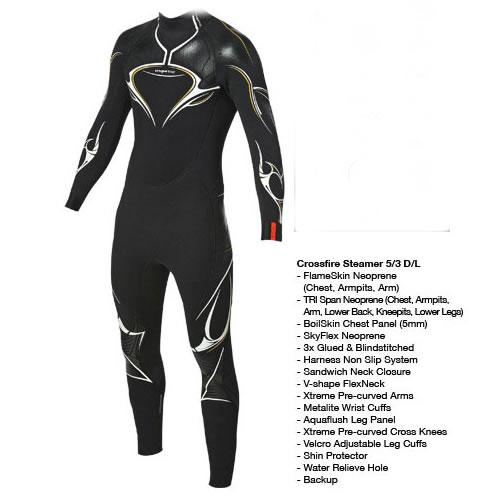 Crossfire Steamer 5/3 D/L
- FlameSkin Neoprene
(Chest, Armpits, Arm)
- TRI Span Neoprene (Chest, Armpits,
Arm, Lower Back, Kneepits, Lower Legs)
- BoilSkin Chest Panel (5mm)
- SkyFlex Neoprene
- 3x Glued & Blindstitched
- Harness Non Slip System
- Sandwich Neck Closure
- V-shape FlexNeck
- Xtreme Pre-curved Arms
- Metalite Wrist Cuffs
- Aquaflush Leg Panel
- Xtreme Pre-curved Cross Knees
- Velcro Adjustable Leg Cuffs
- Shin Protector
- Water Relieve Hole
- Backup